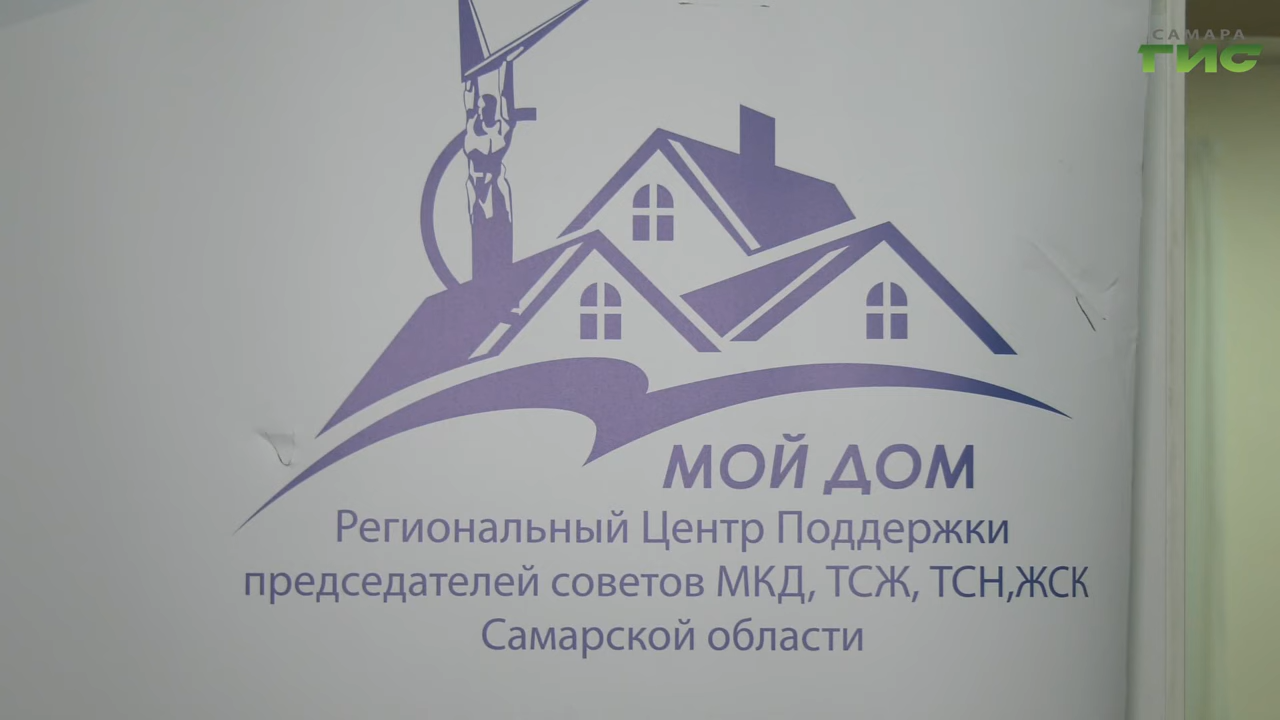 САМАРА
ГИС
МОЙ ДОМ
Региональный Центр Поддержки
председателей советов МКД, ТСЖ, ТСН,ЖСК
Самарской области